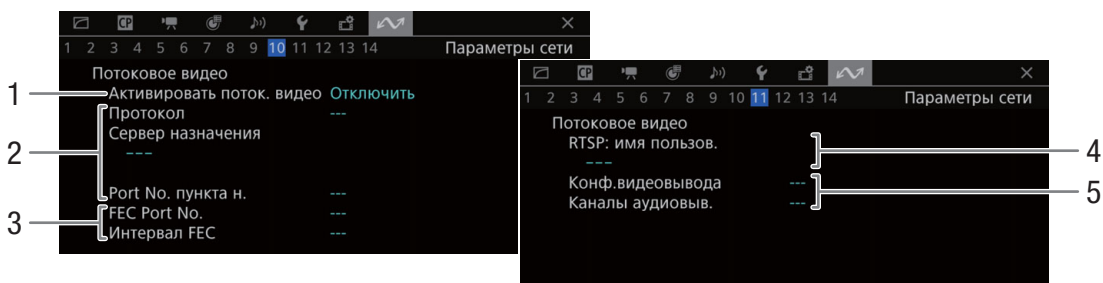 CP
1 2 3 4 5 6 7 8 9 10 11 12 13 14 Параметры сети
Потоковое видео
1 Активировать поток. видео Отключить
Протокол ---
2 Сервер назначения
---
Port No. пункта н. ---
3 FEC Port No. ---
Интервал FEC ---
CP
1 2 3 4 5 6 7 8 9 10 11 12 13 14 Параметры сети
Потоковое видео
RTSP: имя пользов. 4
---
Конф.видеовывода --- 5
Каналы аудиовыв. ---